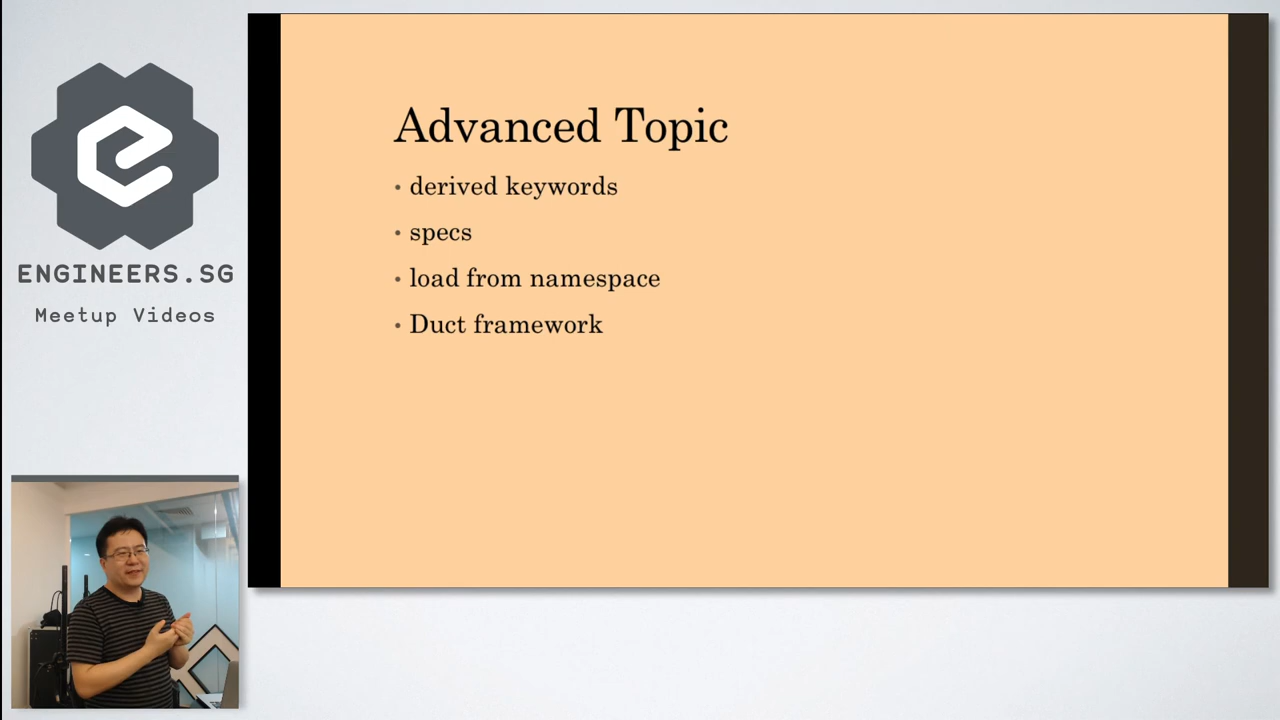 ENGINEERS.SG
Meetup Videos
Advanced Topic
• derived keywords
• specs
• load from namespace
• Duct framework